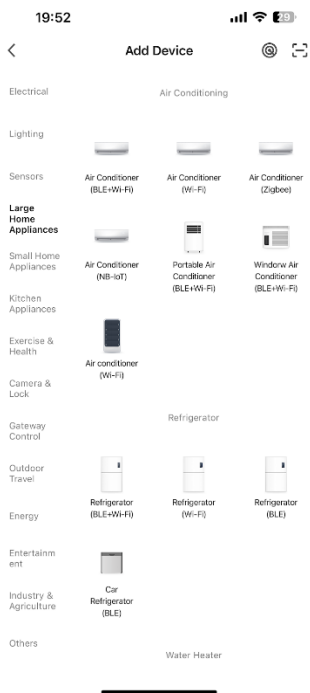 19:52
29
Add Device
Electrical
Lighting
Sensors
Large
Home
Appliances
Small Home
Appliances
Kitchen
Appliances
Exercise &
Health
Camera &
Lock
Gateway
Control
Outdoor
Travel
Energy
Entertainm
ent
Industry &
Agriculture
Others
Air Conditioning
Air Conditioner
(BLE+Wi-Fi)
Air Conditioner
(Wi-Fi)
Air Conditioner
(Zigbee)
Air Conditioner
(NB-IoT)
Portable Air
Conditioner
(BLE+Wi-Fi)
Windorw Air
Conditioner
(BLE+Wi-Fi)
Air conditioner
(Wi-Fi)
Refrigerator
Refrigerator
(BLE+Wi-Fi)
Refrigerator
(Wi-Fi)
Refrigerator
(BLE)
Car
Refrigerator
(BLE)
Water Heater